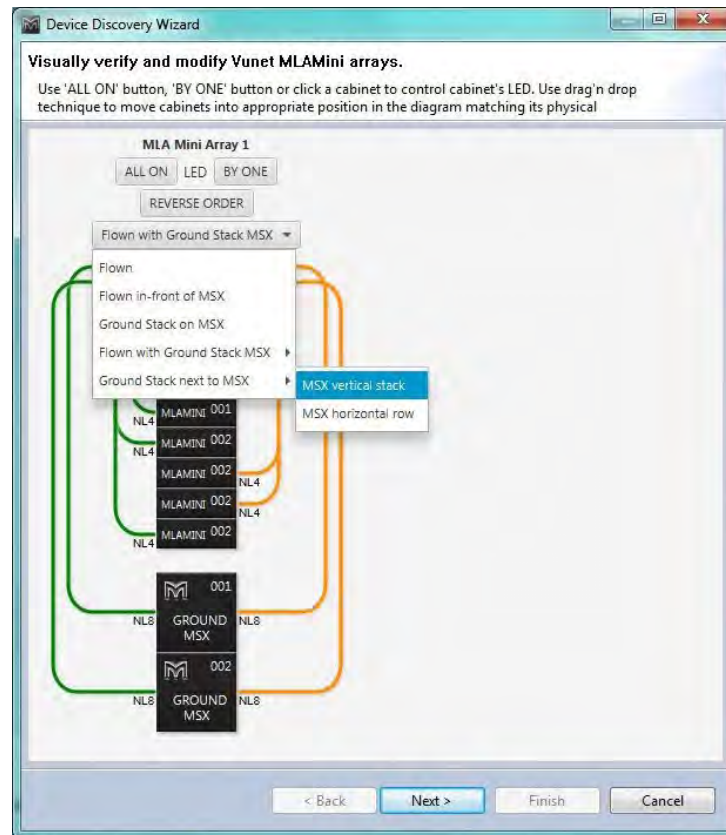 Device Discovery Wizard
Visually verify and modify Vunet MLAMini arrays.
Use 'ALL ON' button, 'BY ONE' button or click a cabinet to control cabinet's LED. Use drag'n drop
technique to move cabinets into appropriate position in the diagram matching its physical
MLA Mini Array 1
ALL ON LED BY ONE
REVERSE ORDER
Flown with Ground Stack MSX
Flown
Flown in-front of MSX
Ground Stack on MSX
Flown with Ground Stack MSX
Ground Stack next to MSX
MSX vertical stack
MSX horizontal row
NL4 MLAMINI 001
NL4 MLAMINI 002
MLAMINI 002 NL4
MLAMINI 002 NL4
NL4 MLAMINI 002
001
NL8 GROUND NL8
MSX
002
NL8 GROUND NL8
MSX
< Back Next > Finish Cancel